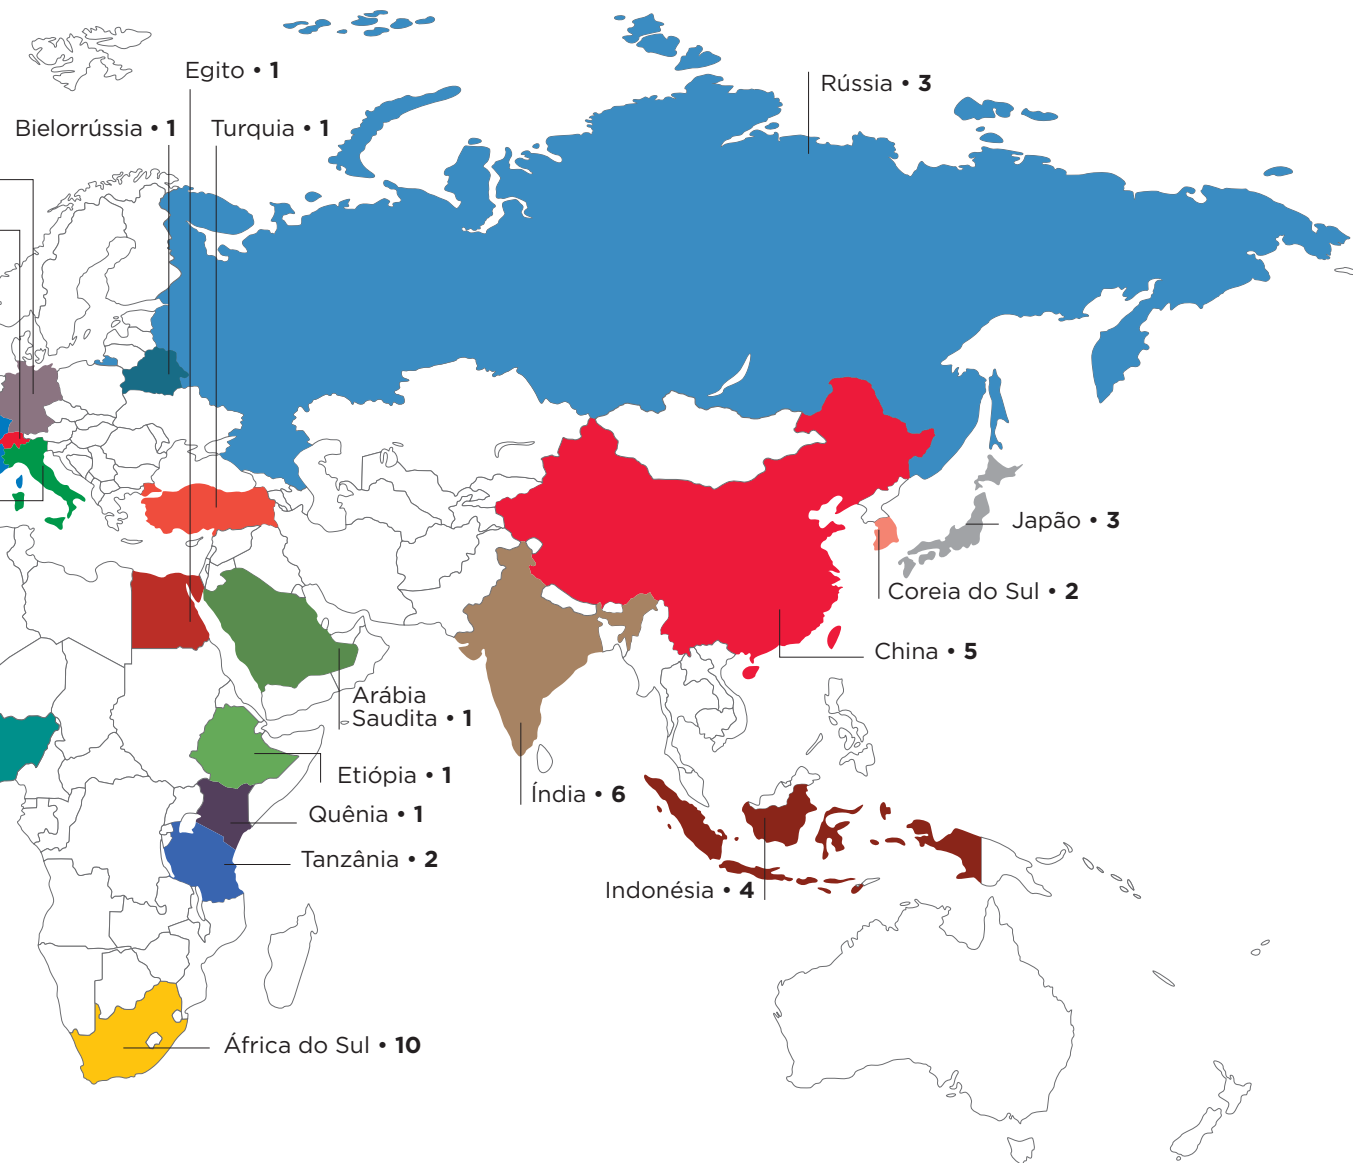 Egito • 1
Rússia • 3
Bielorrússia • 1
Turquia • 1
Japão • 3
Coreia do Sul • 2
China • 5
Arábia
Saudita • 1
Etiópia • 1
Índia • 6
Quênia • 1
Tanzânia • 2
Indonésia • 4
África do Sul • 10